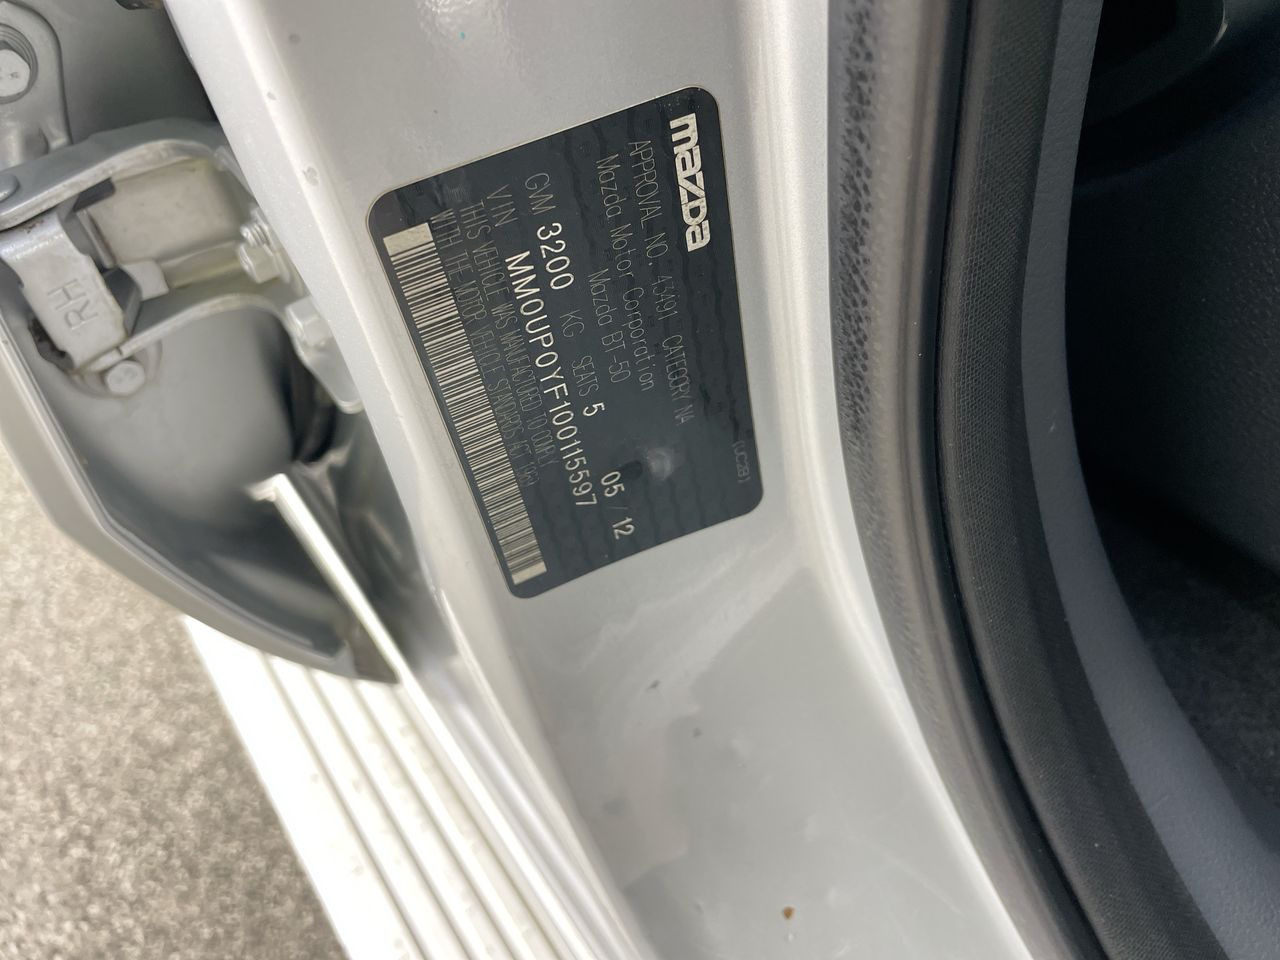 mazda
APPROVAL NO. 43491 CATEGORY NA
Mazda Motor Corporation
Mazda BT-50
05 / 12
GVM 3200 KG SEATS 5
VIN MM0UP0YF100115597
THIS VEHICLE WAS MANUFACTURED TO COMPLY
WITH THE MOTOR VEHICLE STANDARDS ACT 1989
RH